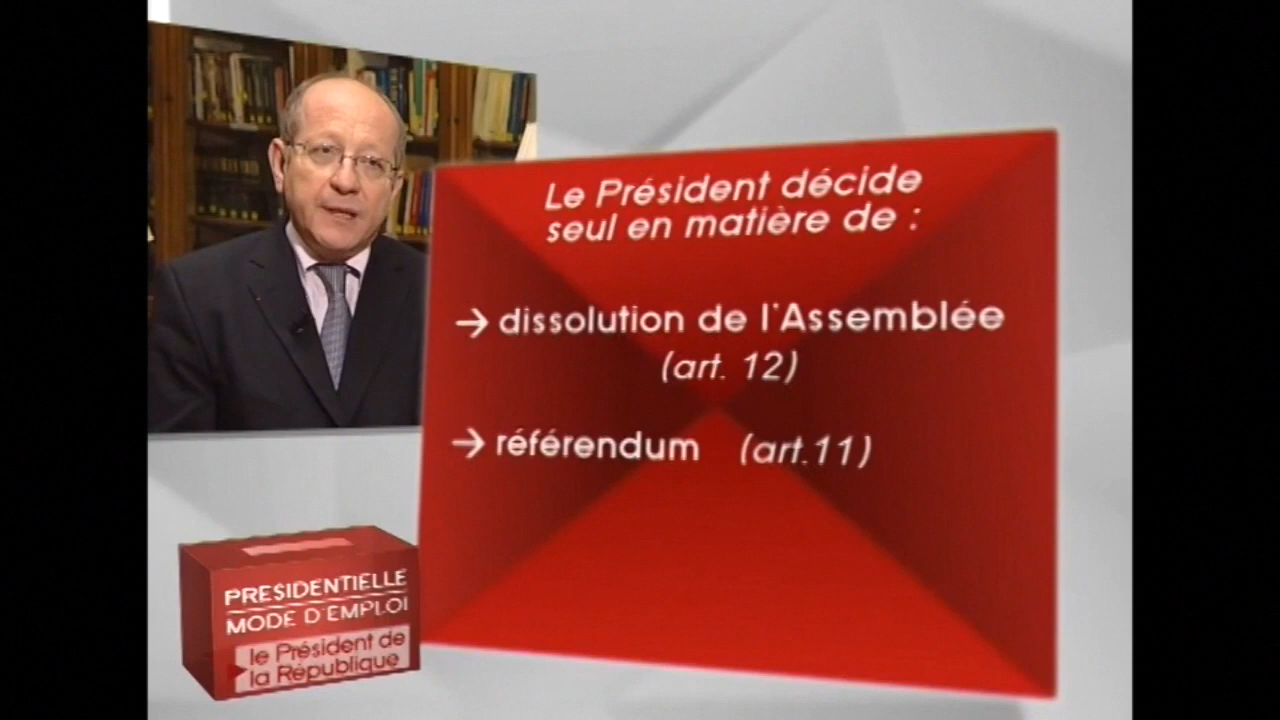 Le Président décide
seul en matière de :
→ dissolution de l'Assemblée
(art. 12)
→ référendum (art.11)
PRESIDENTIELLE
MODE D'EMPLOI
le Président de
la République